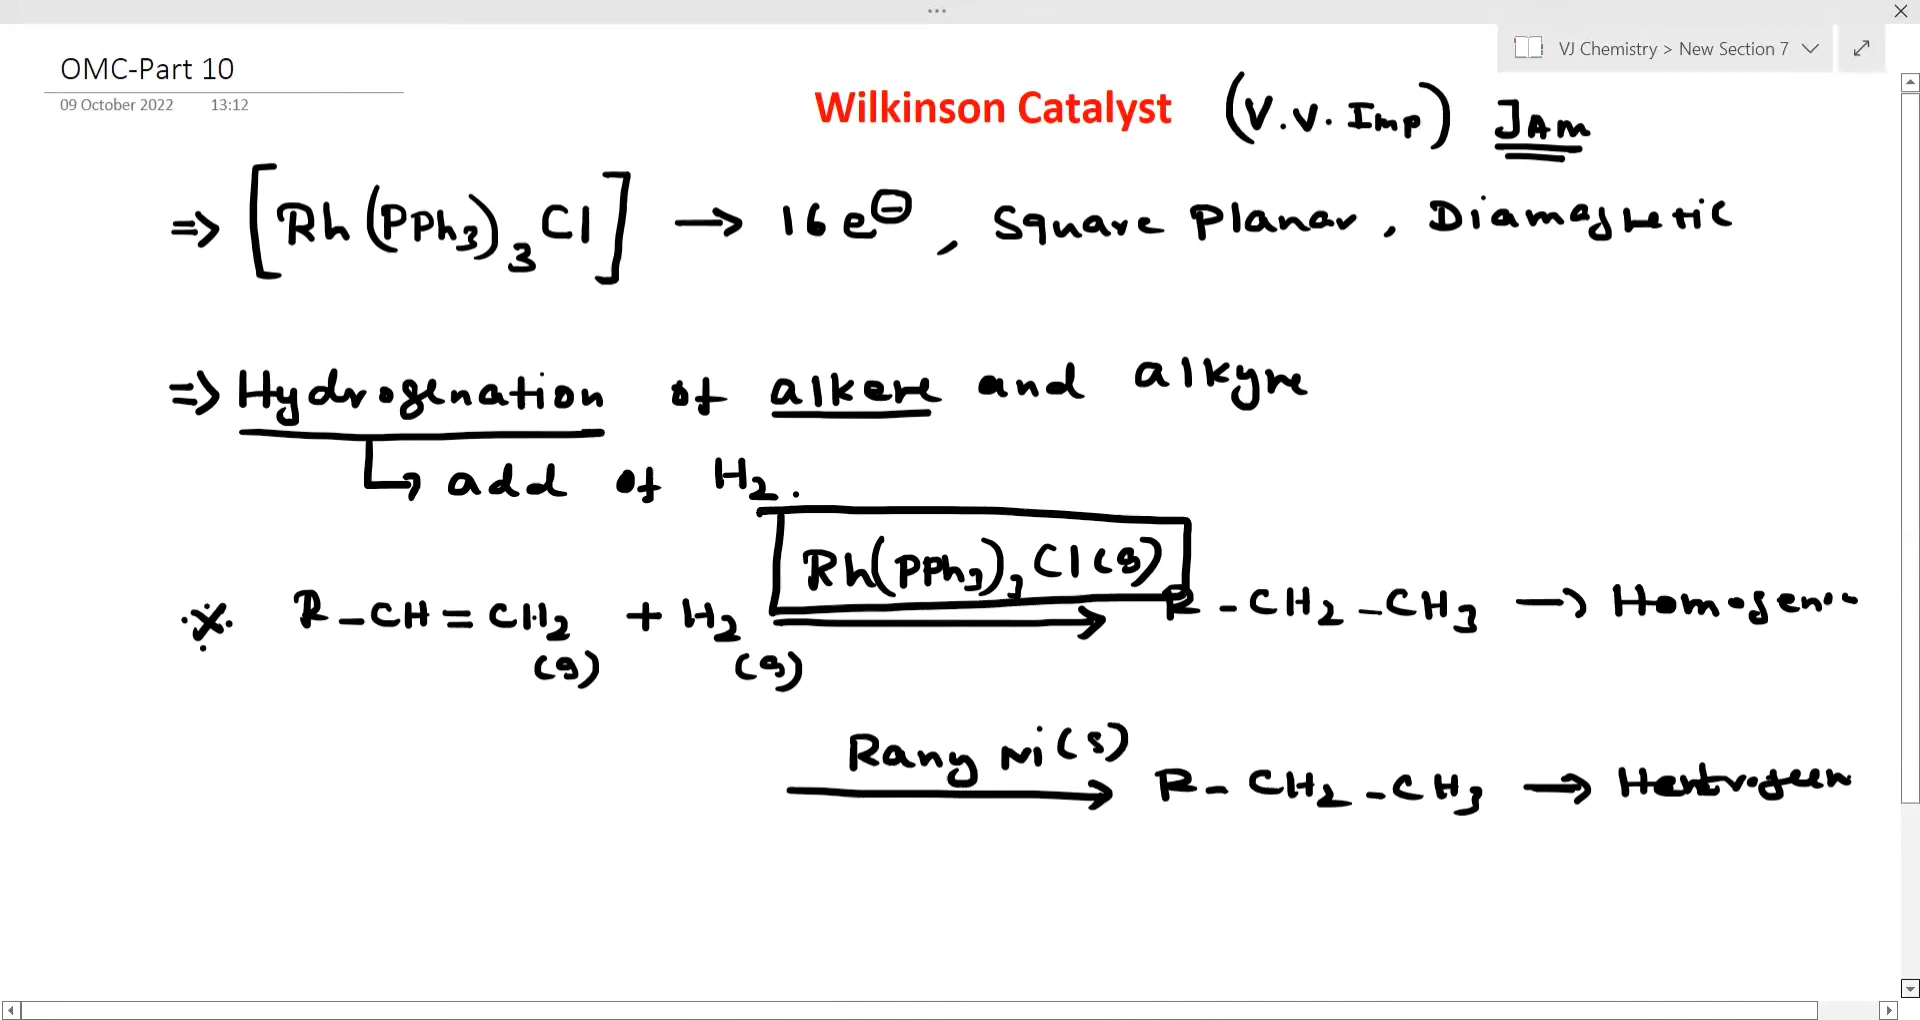 VJ Chemistry > New Section 7
OMC-Part 10
09 October 2022 13:12
Wilkinson Catalyst (V.V. Imp) JAM
=> [Rh(PPh3)3Cl] → 16 e⊖, Square Planar, Diamagnetic
=> Hydrogenation of alkene and alkyne
↳ add of H2.
Rh(PPh3)3Cl(g)
R-CH=CH2 + H2 → R-CH2-CH3 → Homogen
(g) (g)
Rany Ni(s)
→ R-CH2-CH3 →